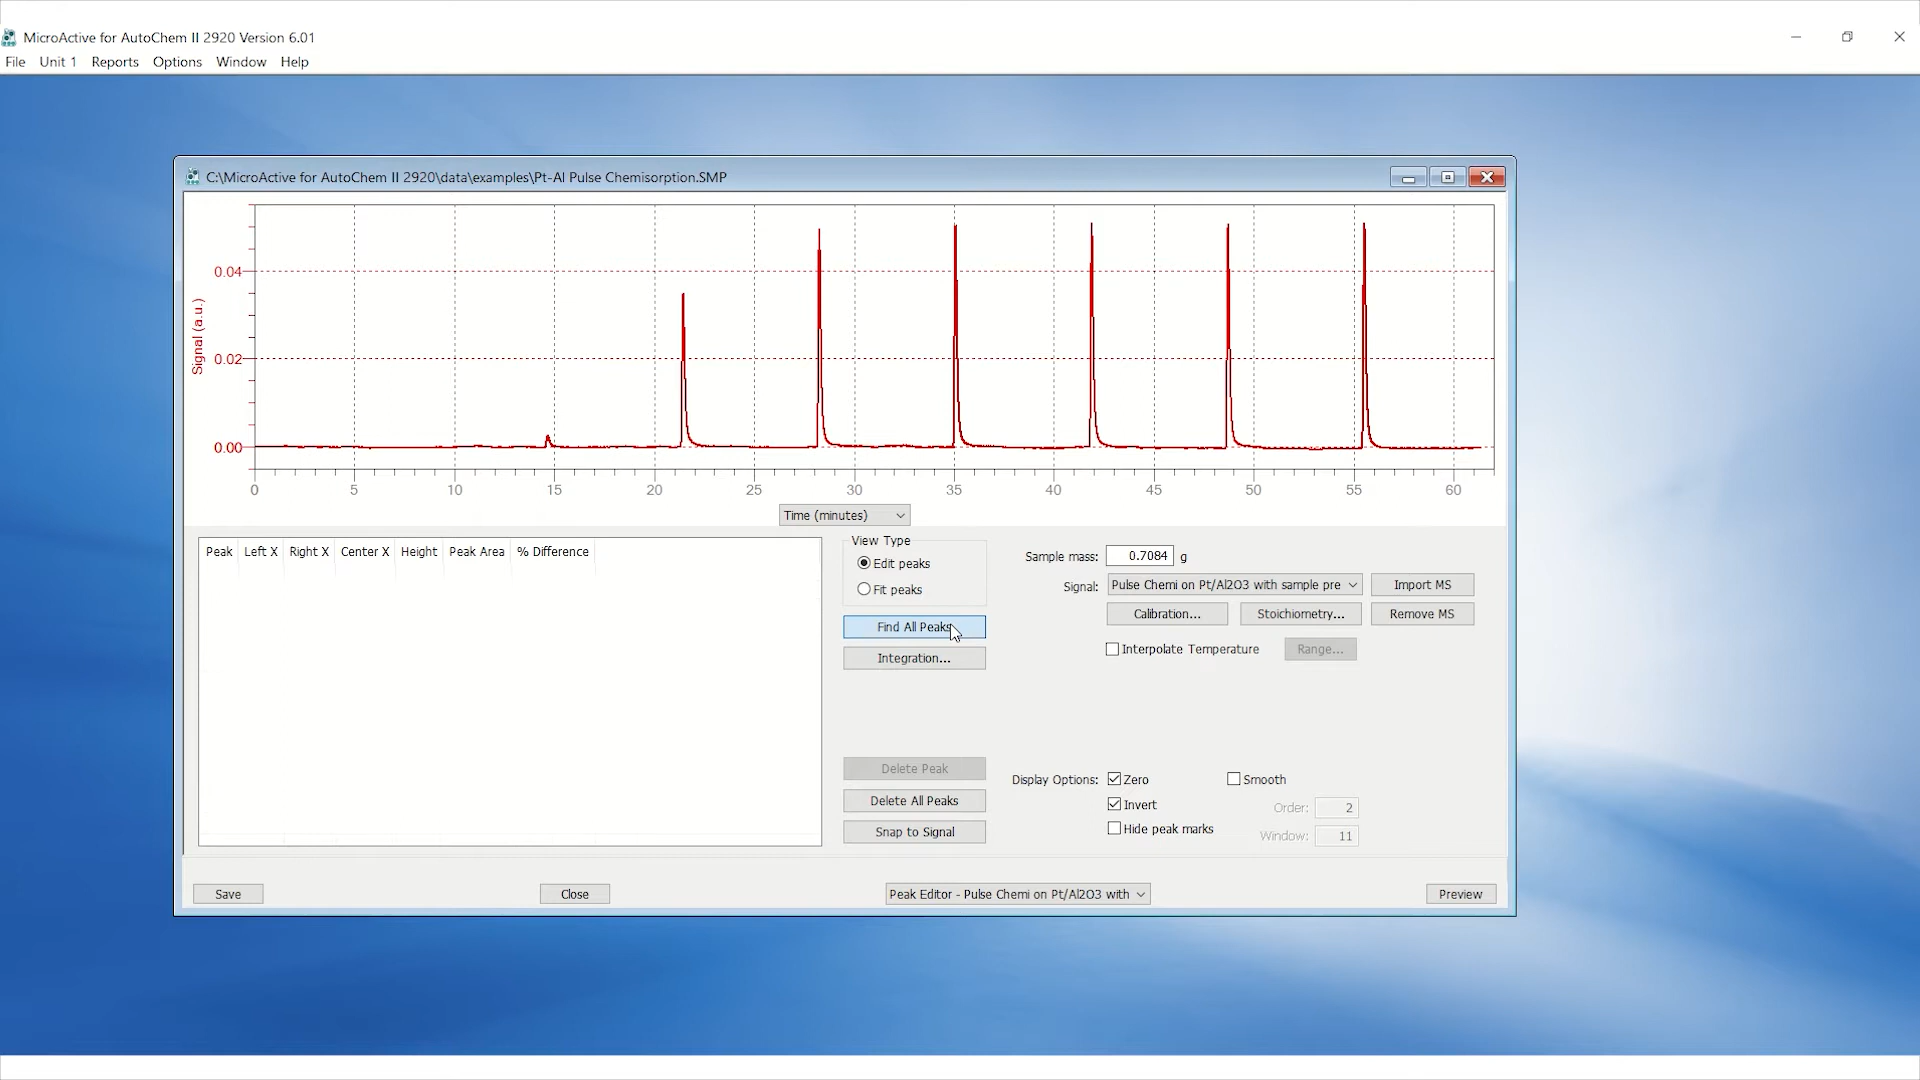 MicroActive for AutoChem II 2920 Version 6.01
File Unit 1 Reports Options Window Help
C:\MicroActive for AutoChem II 2920\data\examples\Pt-Al Pulse Chemisorption.SMP
0.04
0.02
0.00
Signal (a.u.)
0 5 10 15 20 25 30 35 40 45 50 55 60
Time (minutes)
Peak Left X Right X Center X Height Peak Area % Difference
View Type
Edit peaks
Fit peaks
Find All Peaks
Integration...
Delete Peak
Delete All Peaks
Snap to Signal
Sample mass: 0.7084 g
Signal: Pulse Chemi on Pt/Al2O3 with sample pre Import MS
Calibration... Stoichiometry... Remove MS
Interpolate Temperature Range...
Display Options: Zero Smooth
Invert Order: 2
Hide peak marks Window: 11
Save Close Peak Editor - Pulse Chemi on Pt/Al2O3 with Preview